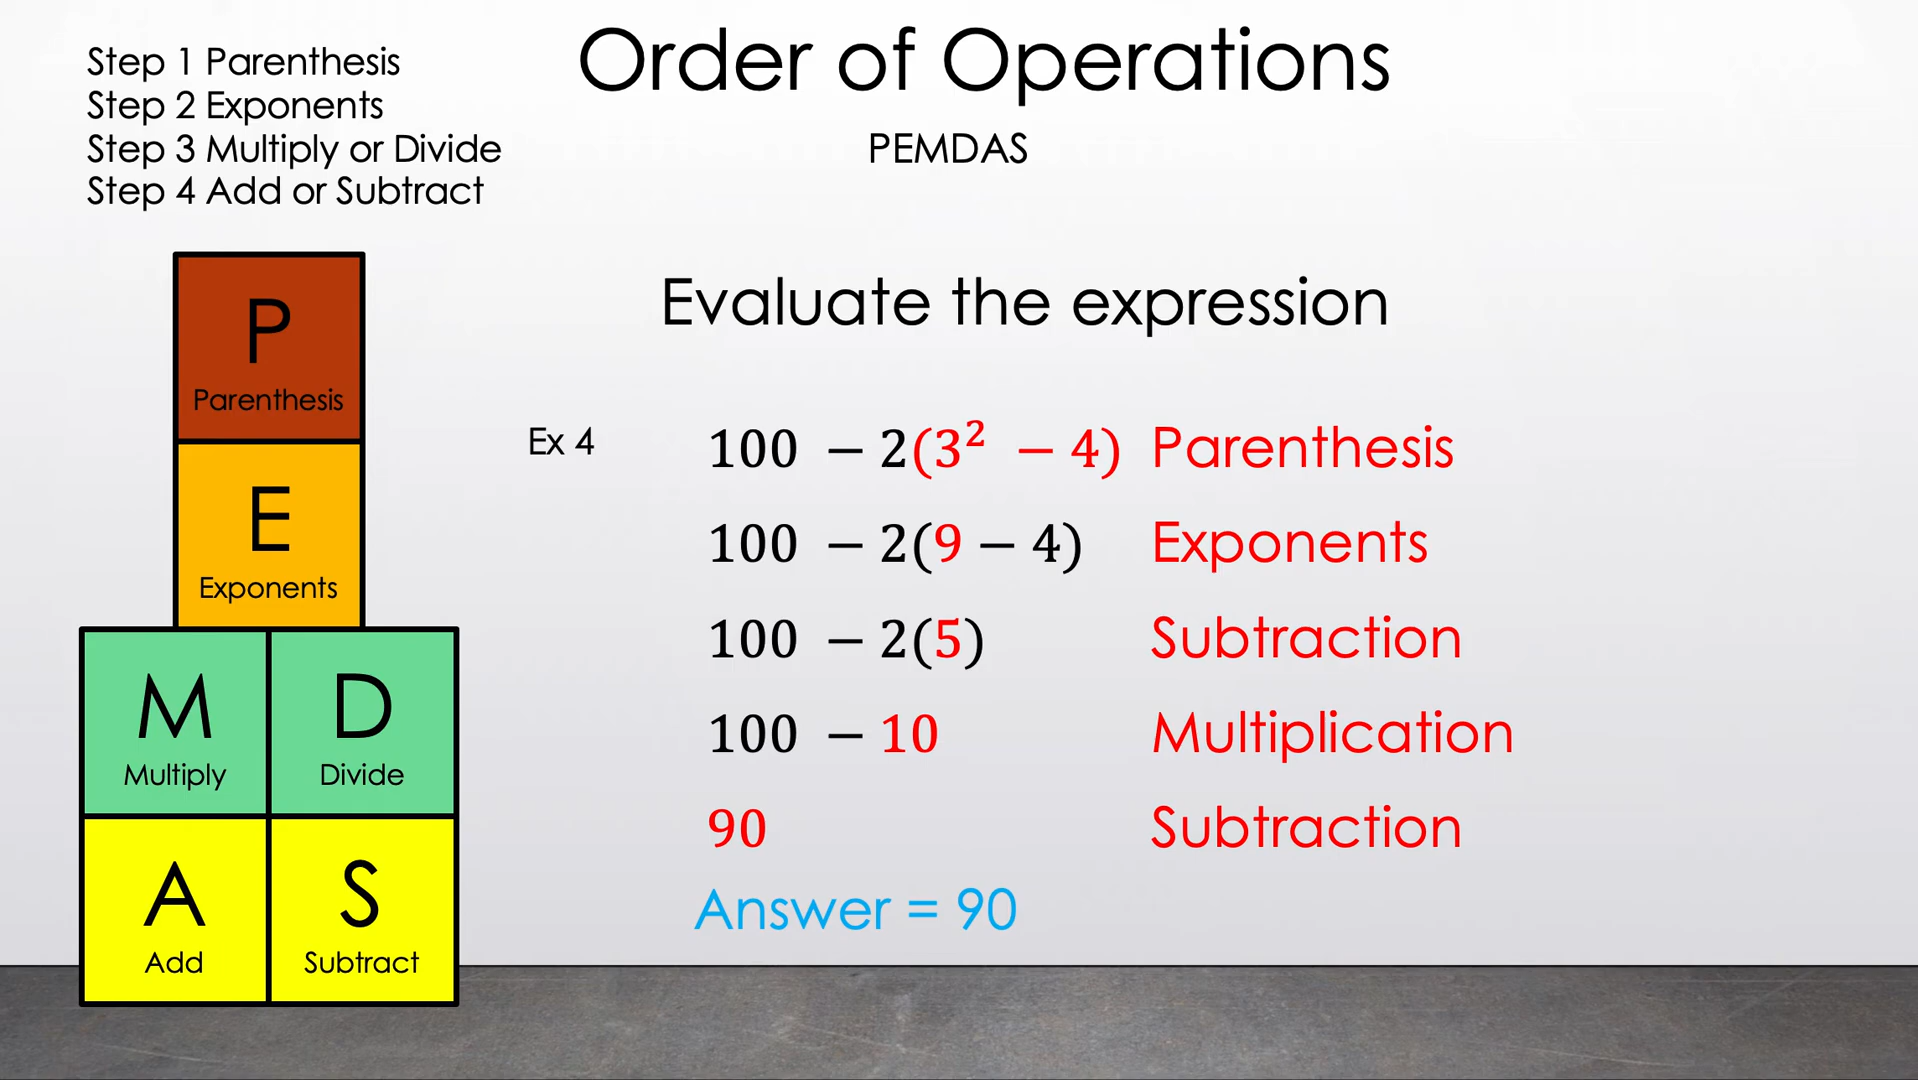 Order of Operations
PEMDAS
Step 1 Parenthesis
Step 2 Exponents
Step 3 Multiply or Divide
Step 4 Add or Subtract
P
Parenthesis
E
Exponents
M D
Multiply Divide
A S
Add Subtract
Evaluate the expression
Ex 4 100 − 2(3² − 4) Parenthesis
100 − 2(9 − 4) Exponents
100 − 2(5) Subtraction
100 − 10 Multiplication
90 Subtraction
Answer = 90